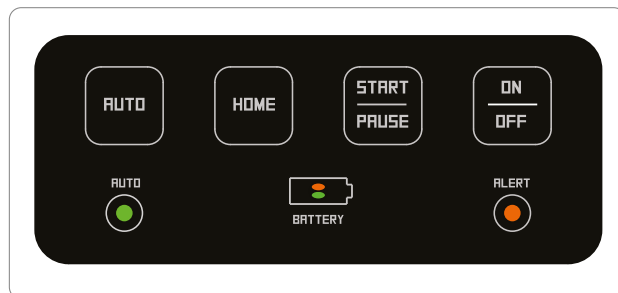 AUTO
HOME
START
PAUSE
ON
OFF
AUTO
BATTERY
ALERT